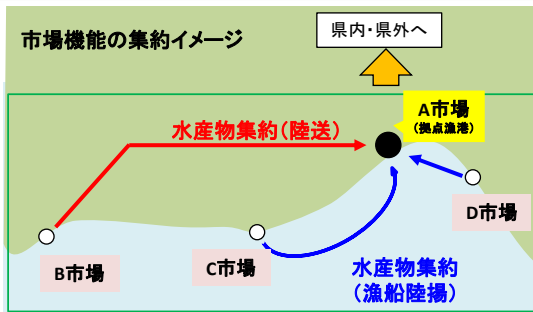 市場機能の集約イメージ
県内・県外へ
A市場
(拠点漁港)
水産物集約(陸送)
D市場
C市場
B市場
水産物集約
(漁船陸揚)